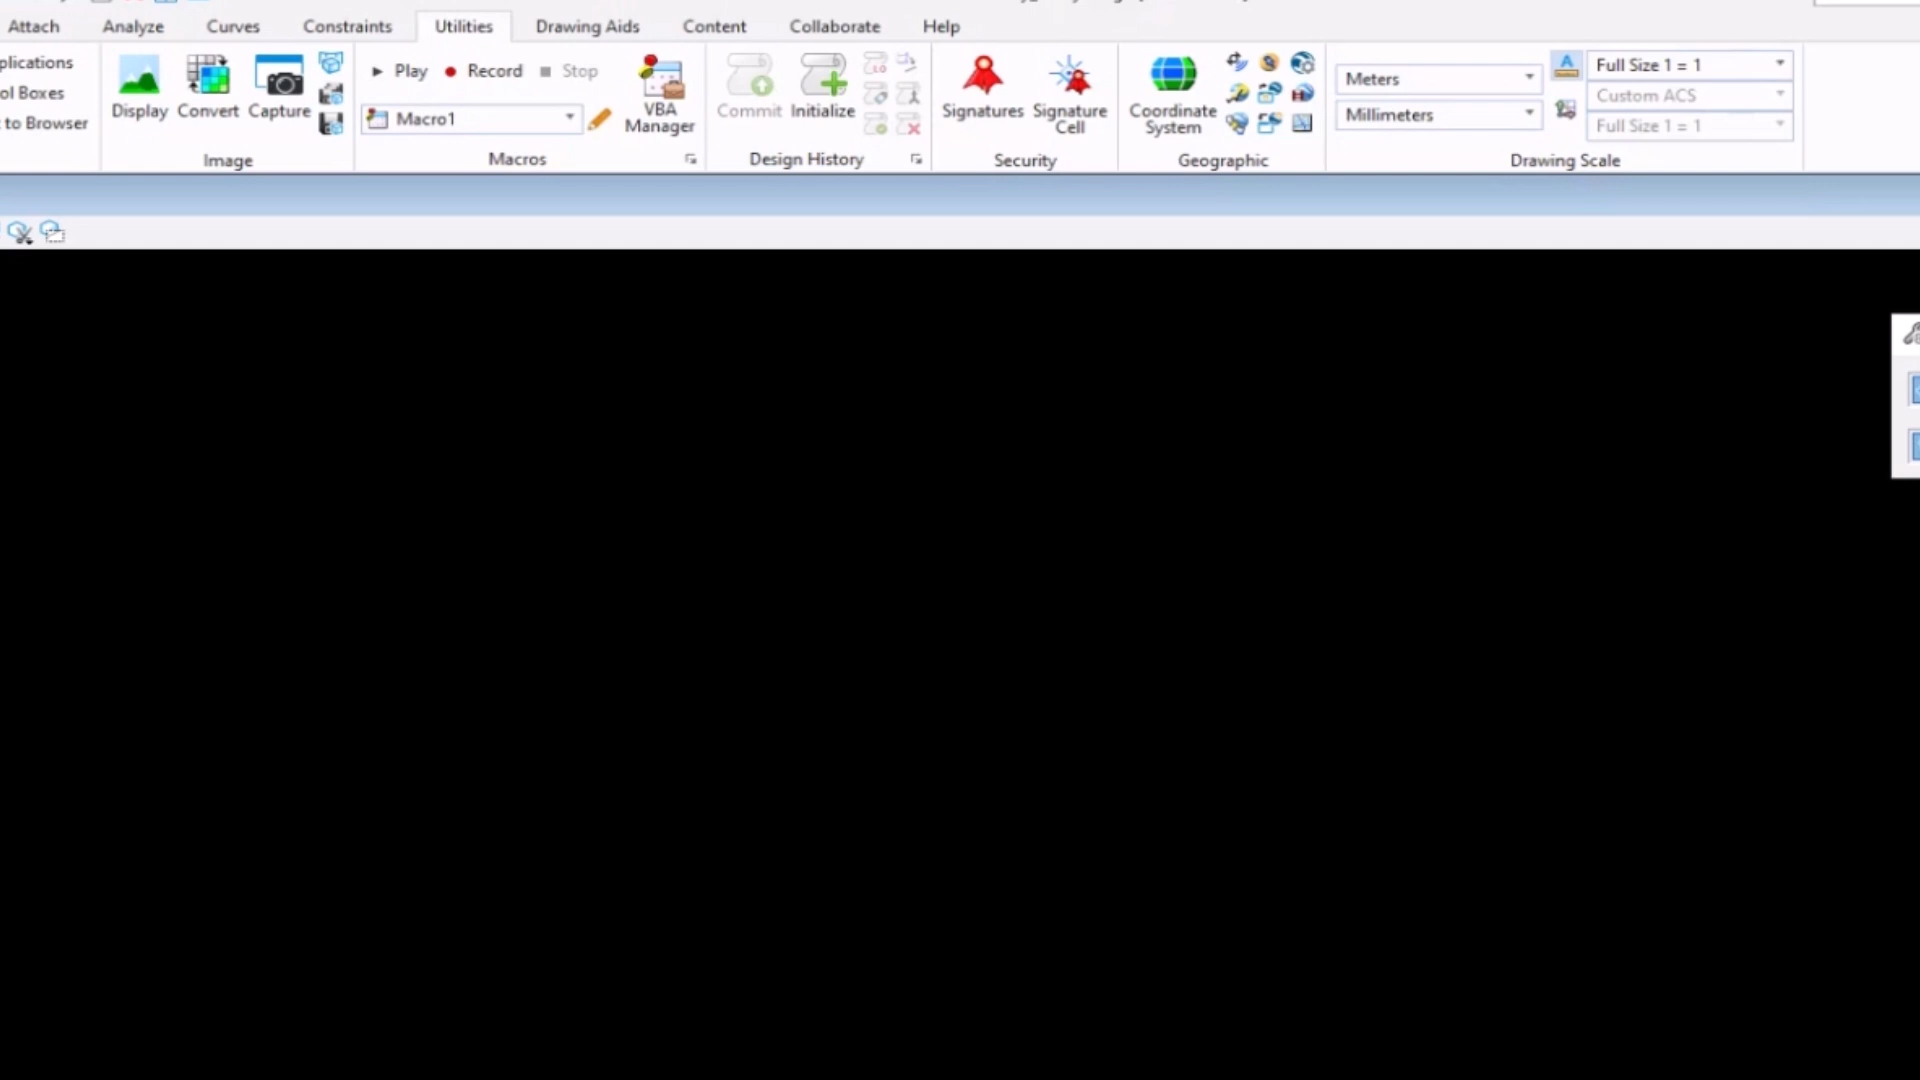 Attach Analyze Curves Constraints Utilities Drawing Aids Content Collaborate Help
plications
ol Boxes
to Browser
Display Convert Capture
Image
Play Record Stop
Macro1
VBA
Manager
Macros
Commit Initialize
Design History
Signatures Signature
Cell
Security
Coordinate
System
Geographic
Meters
Millimeters
A
Full Size 1 = 1
Custom ACS
Full Size 1 = 1
Drawing Scale